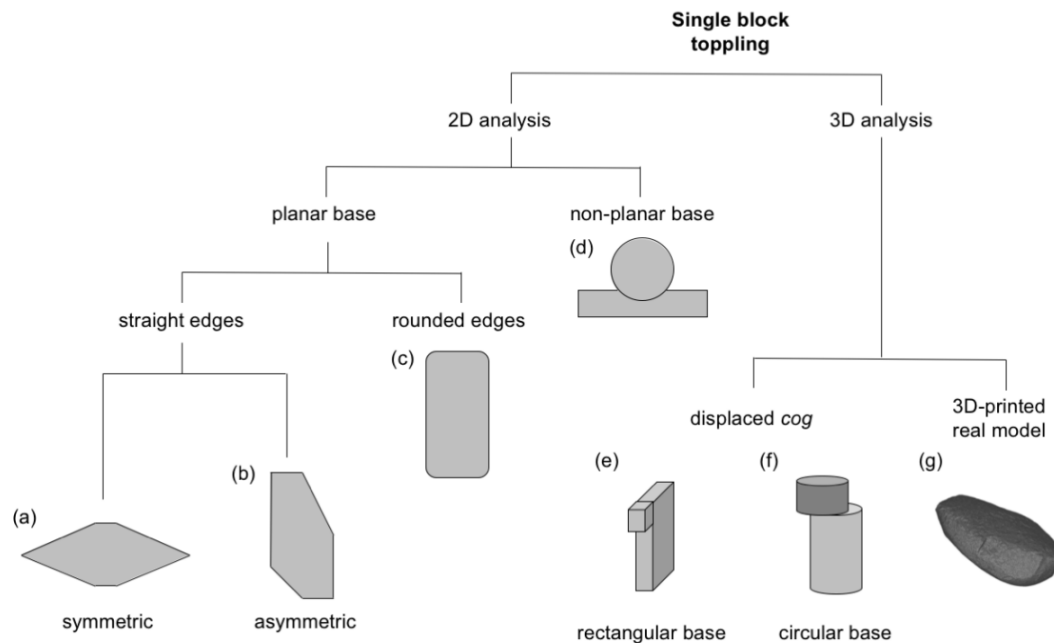 Single block
toppling
2D analysis
3D analysis
planar base
non-planar base
(d)
straight edges
rounded edges
(c)
displaced cog
3D-printed
real model
(a)
(b)
(e)
(f)
(g)
symmetric
asymmetric
rectangular base
circular base